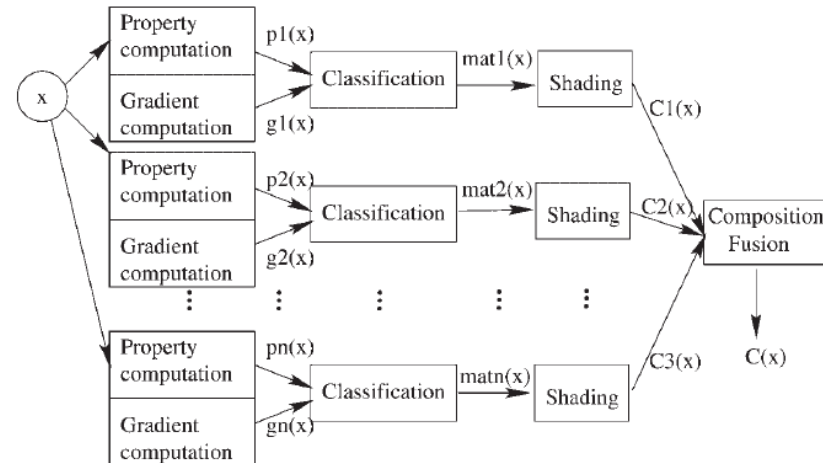 Property
computation
p1(x)
Gradient
computation
g1(x)
Classification
mat1(x)
Shading
C1(x)
x
Property
computation
p2(x)
Gradient
computation
g2(x)
Classification
mat2(x)
Shading
C2(x)
Composition
Fusion
C(x)
Property
computation
pn(x)
Gradient
computation
gn(x)
Classification
matn(x)
Shading
C3(x)